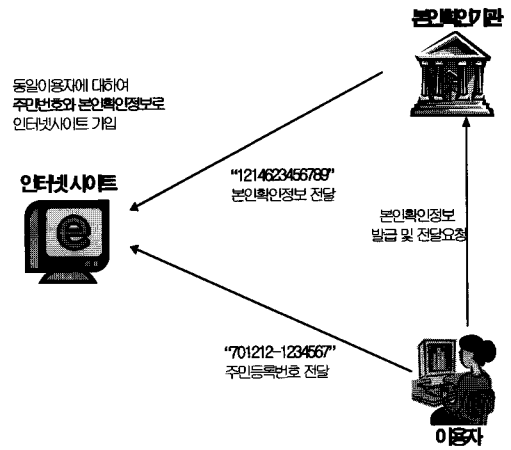 본인확인기관
동일이용자에 대하여
주민번호와 본인확인정보로
인터넷사이트 가입
"1214623456789"
본인확인정보 전달
인터넷 사이트
e
본인확인정보
발급 및 전달요청
"701212-1234567"
주민등록번호 전달
이용자